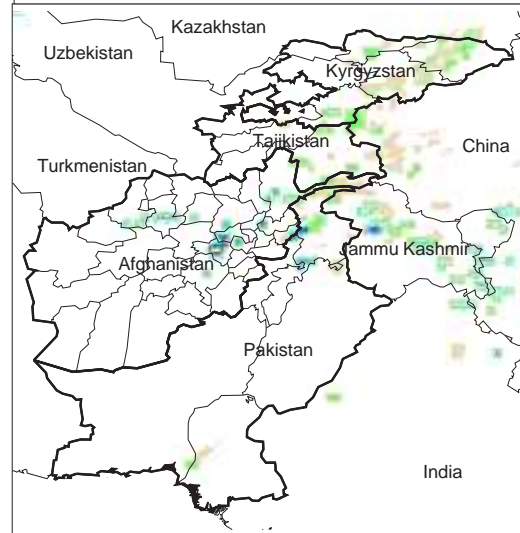 Kazakhstan
Uzbekistan
Kyrgyzstan
China
Tajikistan
Turkmenistan
Jammu Kashmir
Afghanistan
Pakistan
India